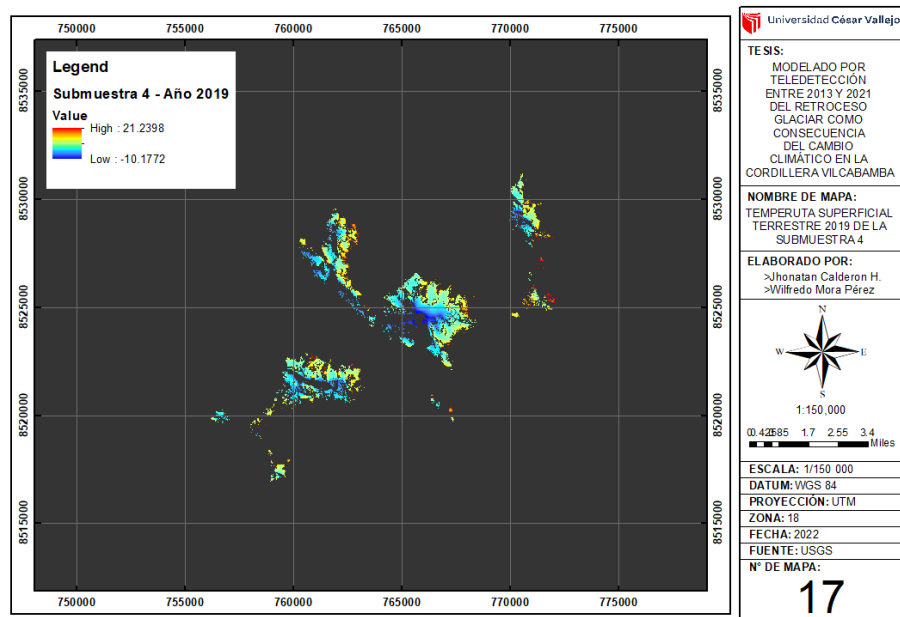 750000 755000 760000 765000 770000 775000
Legend
Submuestra 4 - Año 2019
Value
High : 21.2398
Low : -10.1772
8535000
8530000
8525000
8520000
8515000
8535000
8530000
8525000
8520000
8515000
750000 755000 760000 765000 770000 775000
Universidad César Vallejo
TESIS:
MODELADO POR
TELEDETECCIÓN
ENTRE 2013 Y 2021
DEL RETROCESO
GLACIAR COMO
CONSECUENCIA
DEL CAMBIO
CLIMÁTICO EN LA
CORDILLERA VILCABAMBA
NOMBRE DE MAPA:
TEMPERUTA SUPERFICIAL
TERRESTRE 2019 DE LA
SUBMUESTRA 4
ELABORADO POR:
>Jhonatan Calderon H.
>Wilfredo Mora Pérez
N
W E
S
1:150,000
0 0.425 0.85 1.7 2.55 3.4
Miles
ESCALA: 1/150 000
DATUM: WGS 84
PROYECCIÓN: UTM
ZONA: 18
FECHA: 2022
FUENTE: USGS
N° DE MAPA:
17